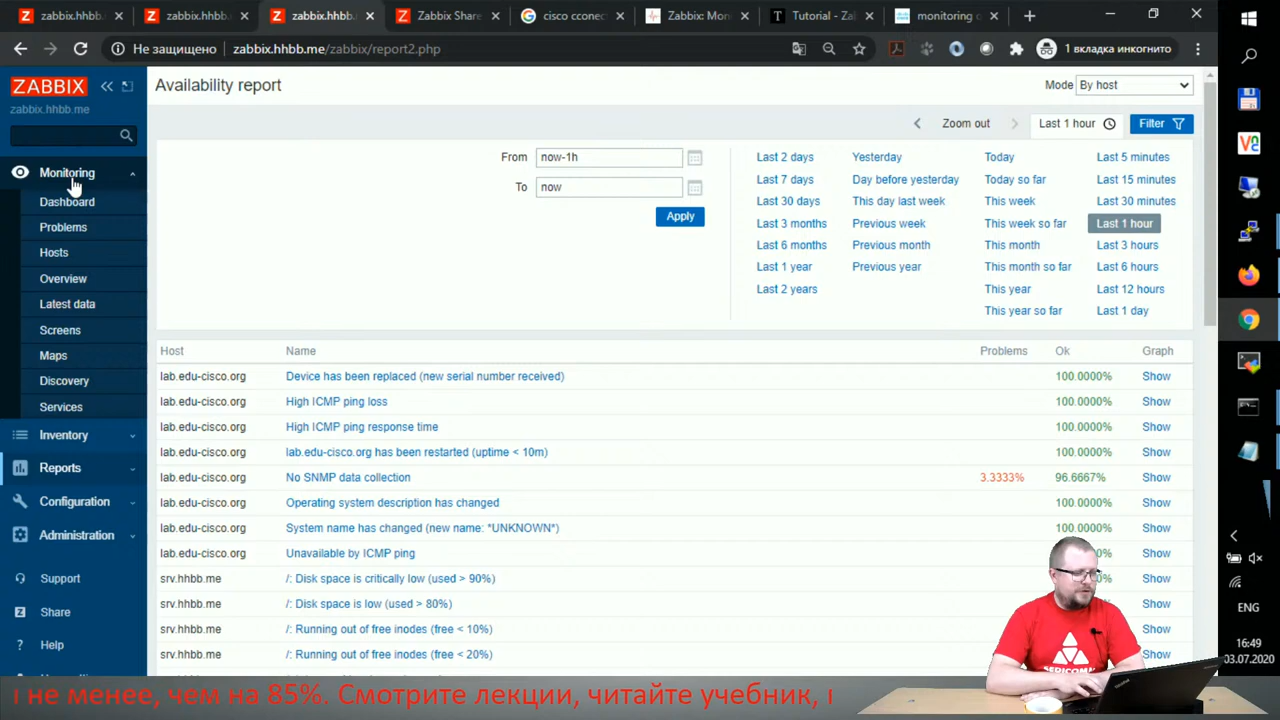 zabbix.hhbb.
zabbix.hhbb.
zabbix.hhbb.
Zabbix Share
cisco cconec
Zabbix: Mon
Tutorial - Za
monitoring
Не защищено
zabbix.hhbb.me/zabbix/report2.php
1 вкладка инкогнито
ZABBIX
zabbix.hhbb.me
Monitoring
Dashboard
Problems
Hosts
Overview
Latest data
Screens
Maps
Discovery
Services
Inventory
Reports
Configuration
Administration
Support
Share
Help
Availability report
Mode By host
Zoom out
Last 1 hour
Filter
From now-1h
To now
Apply
Last 2 days Yesterday Today Last 5 minutes
Last 7 days Day before yesterday Today so far Last 15 minutes
Last 30 days This day last week This week Last 30 minutes
Last 3 months Previous week This week so far Last 1 hour
Last 6 months Previous month This month Last 3 hours
Last 1 year Previous year This month so far Last 6 hours
Last 2 years This year Last 12 hours
This year so far Last 1 day
Host Name Problems Ok Graph
lab.edu-cisco.org Device has been replaced (new serial number received) 100.0000% Show
lab.edu-cisco.org High ICMP ping loss 100.0000% Show
lab.edu-cisco.org High ICMP ping response time 100.0000% Show
lab.edu-cisco.org lab.edu-cisco.org has been restarted (uptime < 10m) 100.0000% Show
lab.edu-cisco.org No SNMP data collection 3.3333% 96.6667% Show
lab.edu-cisco.org Operating system description has changed 100.0000% Show
lab.edu-cisco.org System name has changed (new name: *UNKNOWN*) 100.0000% Show
lab.edu-cisco.org Unavailable by ICMP ping Show
srv.hhbb.me /: Disk space is critically low (used > 90%) Show
srv.hhbb.me /: Disk space is low (used > 80%) Show
srv.hhbb.me /: Running out of free inodes (free < 10%) Show
srv.hhbb.me /: Running out of free inodes (free < 20%) Show
ENG
16:49
03.07.2020
не менее, чем на 85%. Смотрите лекции, читайте учебник,